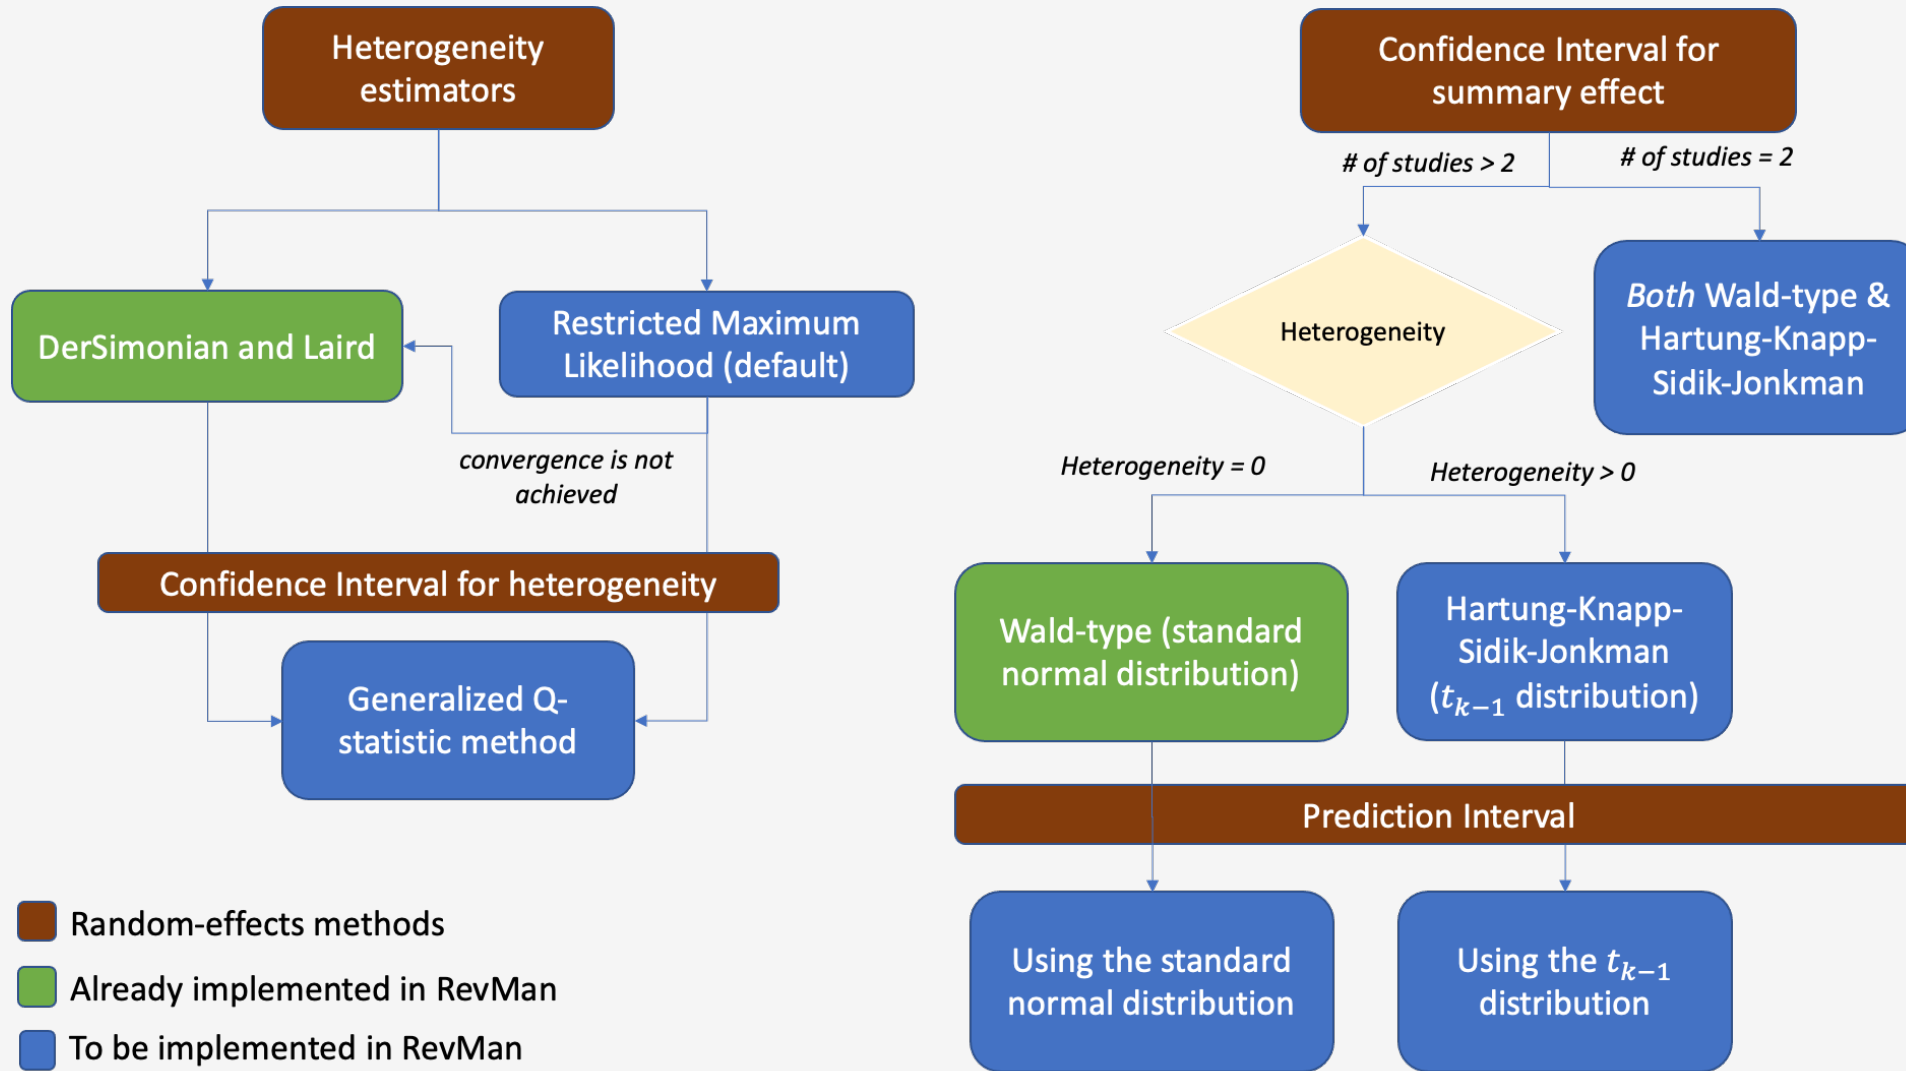 Heterogeneity
estimators
DerSimonian and Laird
Restricted Maximum
Likelihood (default)
convergence is not
achieved
Confidence Interval for heterogeneity
Generalized Q-
statistic method
Random-effects methods
Already implemented in RevMan
To be implemented in RevMan
Confidence Interval for
summary effect
# of studies > 2
# of studies = 2
Heterogeneity
Both Wald-type &
Hartung-Knapp-
Sidik-Jonkman
Heterogeneity = 0
Heterogeneity > 0
Wald-type (standard
normal distribution)
Hartung-Knapp-
Sidik-Jonkman
(t_{k−1} distribution)
Prediction Interval
Using the standard
normal distribution
Using the t_{k−1}
distribution